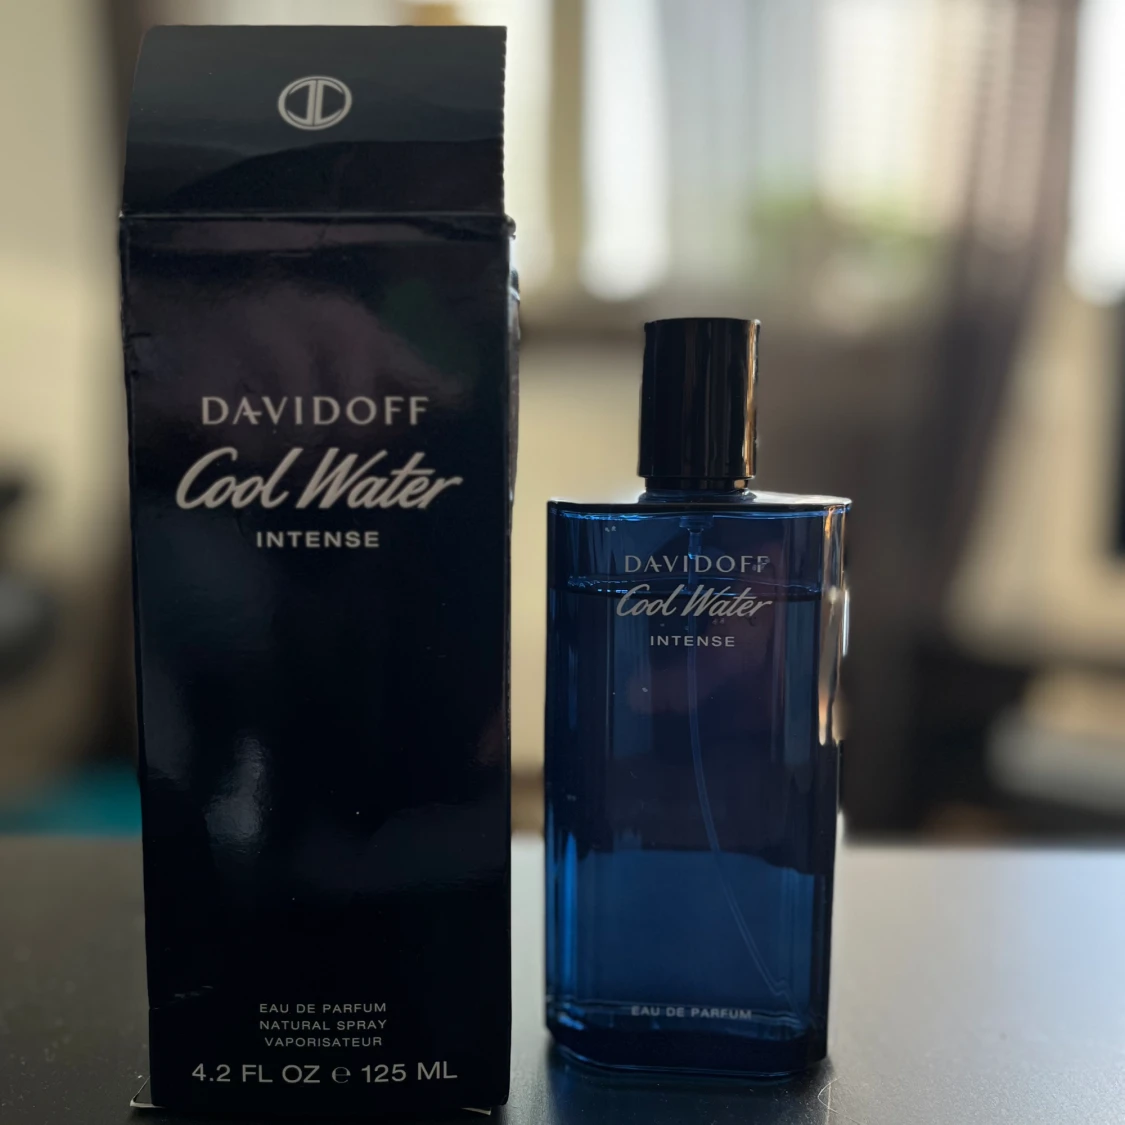 DAVIDOFF
Cool Water
INTENSE
EAU DE PARFUM
NATURAL SPRAY
VAPORISATEUR
4.2 FL OZ e 125 ML
DAVIDOFF
Cool Water
INTENSE
EAU DE PARFUM